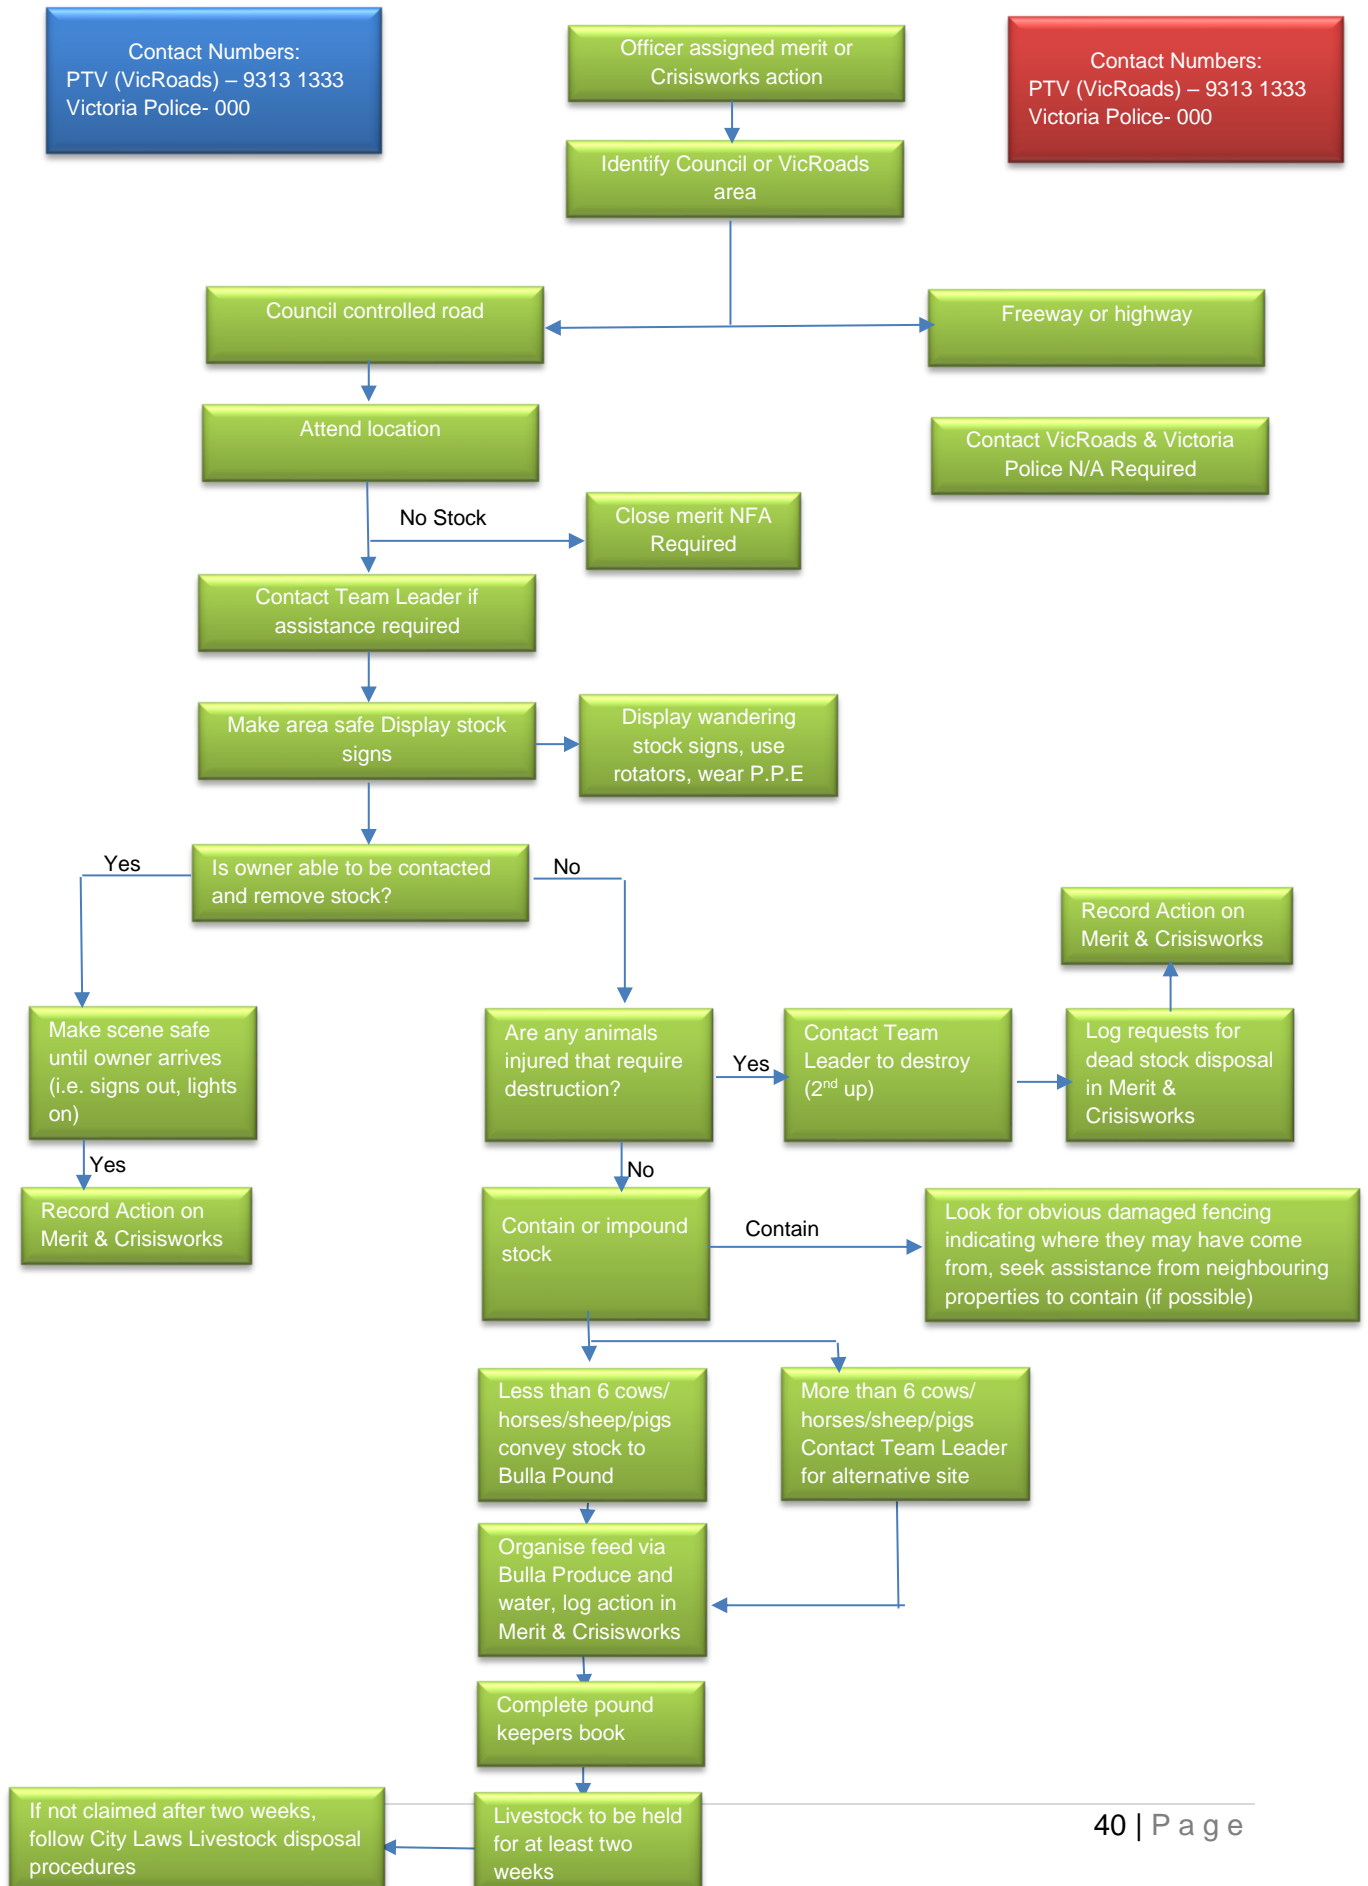 Contact Numbers:
PTV (VicRoads) – 9313 1333
Victoria Police- 000
Officer assigned merit or
Crisisworks action
Contact Numbers:
PTV (VicRoads) – 9313 1333
Victoria Police- 000
Identify Council or VicRoads
area
Council controlled road
Freeway or highway
Attend location
Contact VicRoads & Victoria
Police N/A Required
No Stock
Close merit NFA
Required
Contact Team Leader if
assistance required
Make area safe Display stock
signs
Display wandering
stock signs, use
rotators, wear P.P.E
Yes
Is owner able to be contacted
and remove stock?
No
Record Action on
Merit & Crisisworks
Make scene safe
until owner arrives
(i.e. signs out, lights
on)
Are any animals
injured that require
destruction?
Yes
Contact Team
Leader to destroy
(2nd up)
Log requests for
dead stock disposal
in Merit &
Crisisworks
Yes
No
Record Action on
Merit & Crisisworks
Contain or impound
stock
Contain
Look for obvious damaged fencing
indicating where they may have come
from, seek assistance from neighbouring
properties to contain (if possible)
Less than 6 cows/
horses/sheep/pigs
convey stock to
Bulla Pound
More than 6 cows/
horses/sheep/pigs
Contact Team Leader
for alternative site
Organise feed via
Bulla Produce and
water, log action in
Merit & Crisisworks
Complete pound
keepers book
If not claimed after two weeks,
follow City Laws Livestock disposal
procedures
Livestock to be held
for at least two
weeks
40 | Page